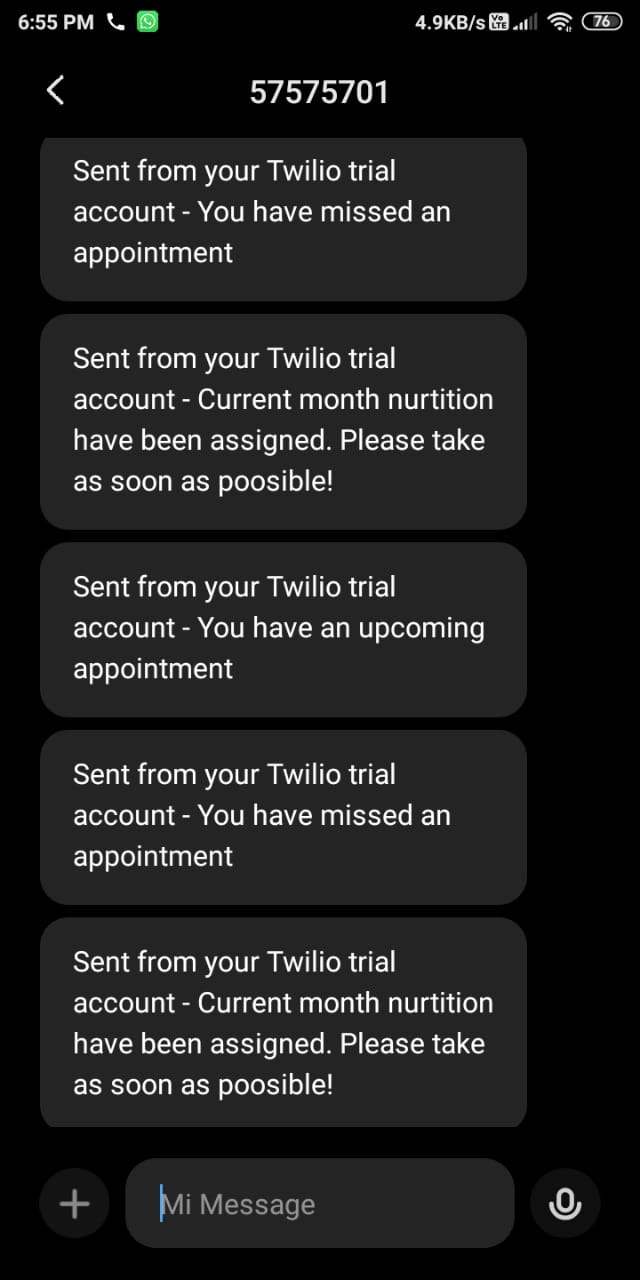 6:55 PM
4.9KB/s Vo LTE 76
57575701
Sent from your Twilio trial
account - You have missed an
appointment
Sent from your Twilio trial
account - Current month nurtition
have been assigned. Please take
as soon as poosible!
Sent from your Twilio trial
account - You have an upcoming
appointment
Sent from your Twilio trial
account - You have missed an
appointment
Sent from your Twilio trial
account - Current month nurtition
have been assigned. Please take
as soon as poosible!
Mi Message